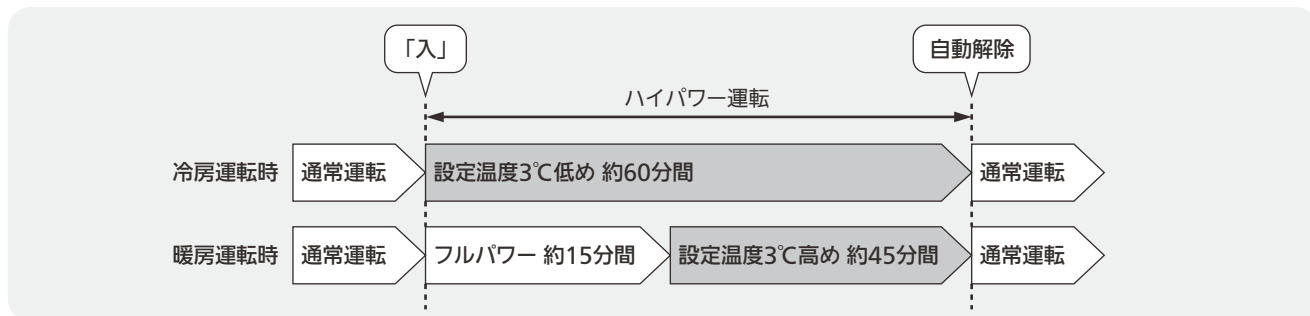 「入」
自動解除
ハイパワー運転
冷房運転時
通常運転
設定温度3℃低め 約60分間
通常運転
暖房運転時
通常運転
フルパワー 約15分間
設定温度3℃高め 約45分間
通常運転